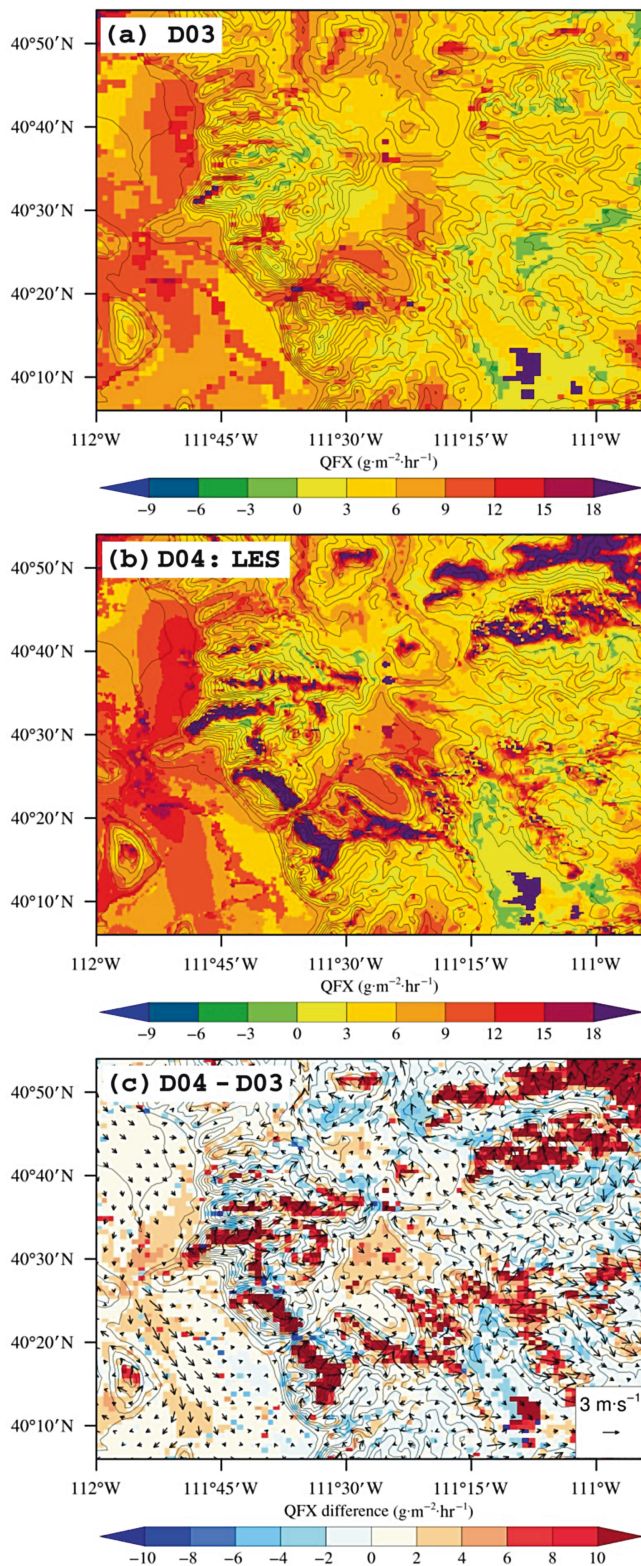 (a) D03
40°50′N
40°40′N
40°30′N
40°20′N
40°10′N
112°W 111°45′W 111°30′W 111°15′W 111°W
QFX (g·m⁻²·hr⁻¹)
−9 −6 −3 0 3 6 9 12 15 18
(b) D04: LES
40°50′N
40°40′N
40°30′N
40°20′N
40°10′N
112°W 111°45′W 111°30′W 111°15′W 111°W
QFX (g·m⁻²·hr⁻¹)
−9 −6 −3 0 3 6 9 12 15 18
(c) D04 – D03
40°50′N
40°40′N
40°30′N
40°20′N
40°10′N
3 m·s⁻¹
112°W 111°45′W 111°30′W 111°15′W 111°W
QFX difference (g·m⁻²·hr⁻¹)
−10 −8 −6 −4 −2 0 2 4 6 8 10